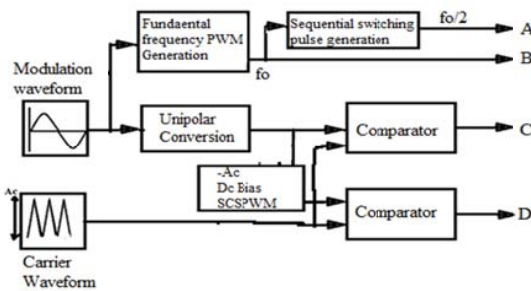 Fundaental
frequency PWM
Generation
Sequential switching
pulse generation
fo/2
A
B
fo
Modulation
waveform
Unipolar
Conversion
Comparator
C
-Ac
Dc Bias
SCSPWM
Ac
Comparator
D
Carrier
Waveform